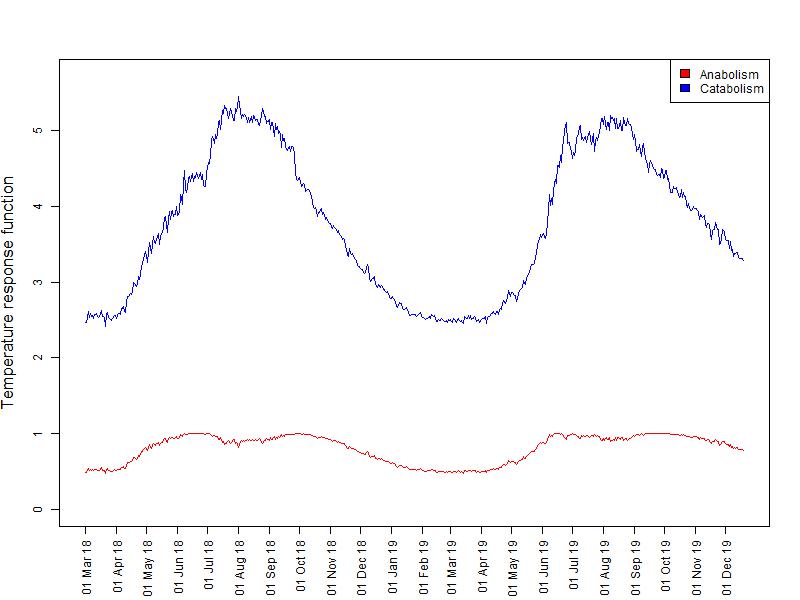 Anabolism
Catabolism
Temperature response function
5
4
3
2
1
0
01 Mar 18
01 Apr 18
01 May 18
01 Jun 18
01 Jul 18
01 Aug 18
01 Sep 18
01 Oct 18
01 Nov 18
01 Dec 18
01 Jan 19
01 Feb 19
01 Mar 19
01 Apr 19
01 May 19
01 Jun 19
01 Jul 19
01 Aug 19
01 Sep 19
01 Oct 19
01 Nov 19
01 Dec 19